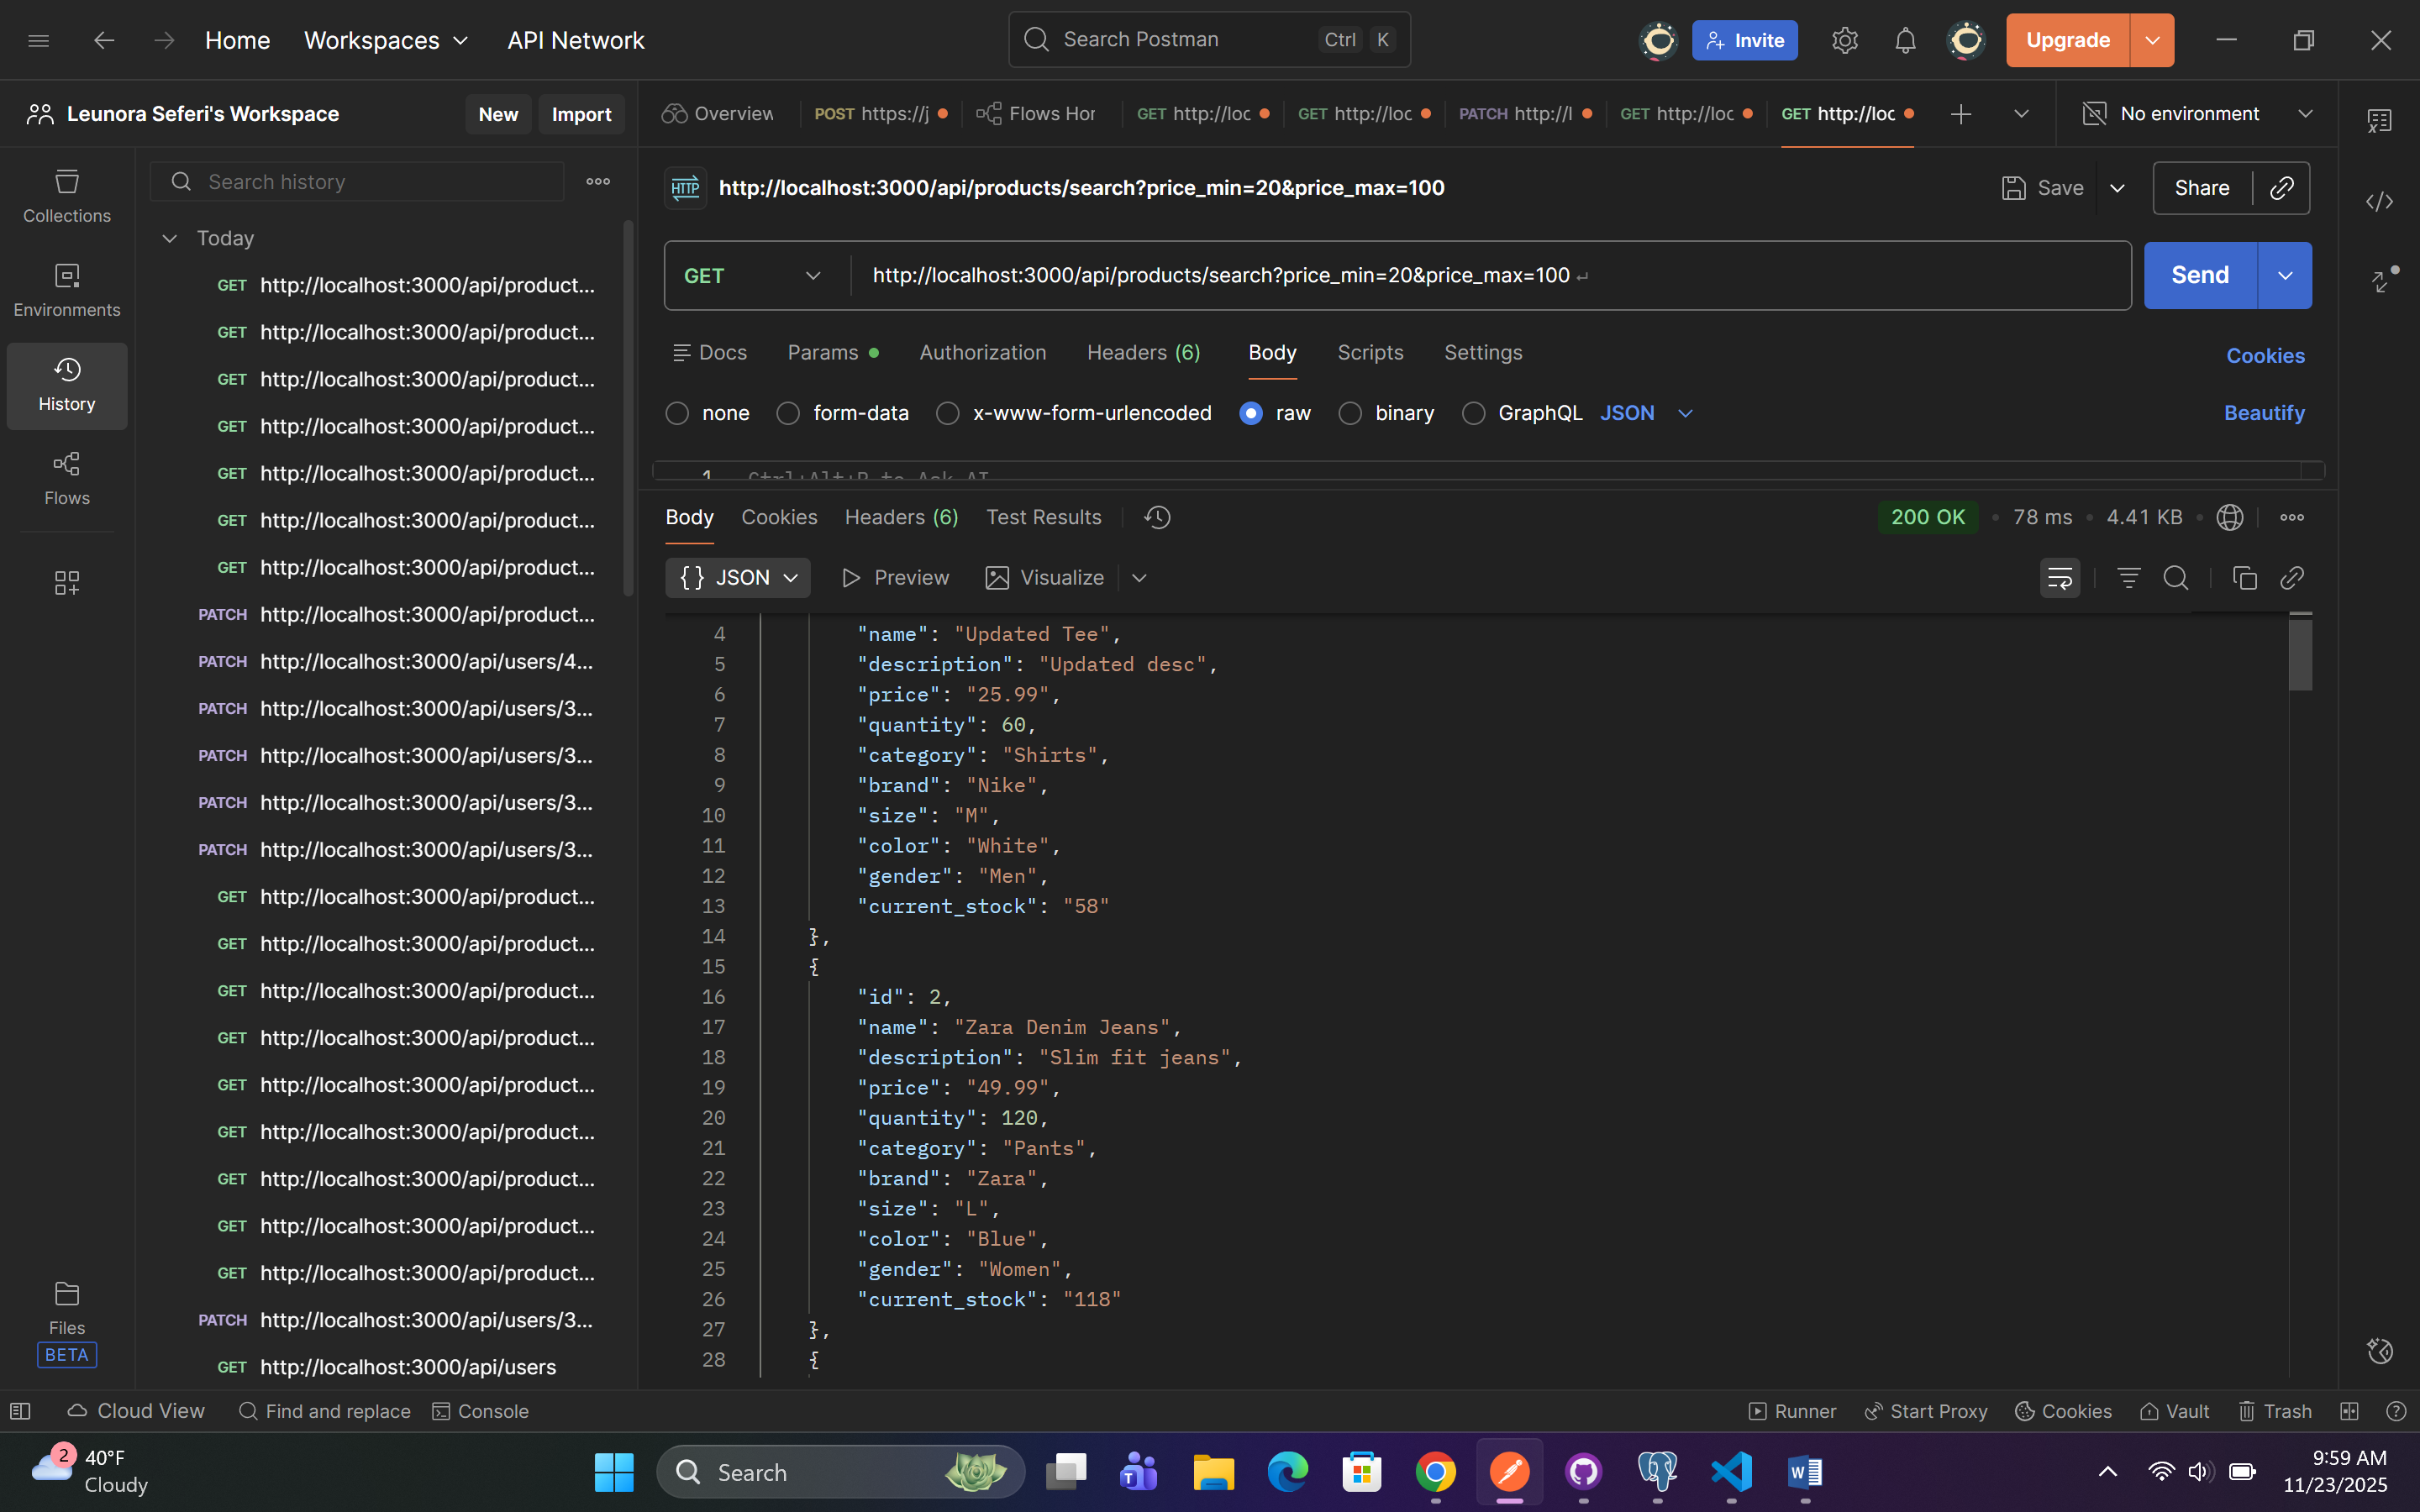 Home
Workspaces
API Network
Search Postman
Ctrl K
Invite
Upgrade
Leunora Seferi's Workspace
New
Import
Overview
POST https://j
Flows Hor
GET http://loc
GET http://loc
PATCH http://l
GET http://loc
GET http://loc
No environment
Collections
Environments
History
Flows
Files
BETA
Search history
Today
GET http://localhost:3000/api/product...
GET http://localhost:3000/api/product...
GET http://localhost:3000/api/product...
GET http://localhost:3000/api/product...
GET http://localhost:3000/api/product...
GET http://localhost:3000/api/product...
GET http://localhost:3000/api/product...
PATCH http://localhost:3000/api/product...
PATCH http://localhost:3000/api/users/4...
PATCH http://localhost:3000/api/users/3...
PATCH http://localhost:3000/api/users/3...
PATCH http://localhost:3000/api/users/3...
PATCH http://localhost:3000/api/users/3...
GET http://localhost:3000/api/product...
GET http://localhost:3000/api/product...
GET http://localhost:3000/api/product...
GET http://localhost:3000/api/product...
GET http://localhost:3000/api/product...
GET http://localhost:3000/api/product...
GET http://localhost:3000/api/product...
GET http://localhost:3000/api/product...
GET http://localhost:3000/api/product...
PATCH http://localhost:3000/api/users/3...
GET http://localhost:3000/api/users
HTTP http://localhost:3000/api/products/search?price_min=20&price_max=100
Save
Share
GET http://localhost:3000/api/products/search?price_min=20&price_max=100
Send
Docs Params Authorization Headers (6) Body Scripts Settings
Cookies
none form-data x-www-form-urlencoded raw binary GraphQL JSON
Beautify
1 Ctrl+Alt+P to Ask AI
Body Cookies Headers (6) Test Results
200 OK • 78 ms • 4.41 KB
{} JSON Preview Visualize
4 "name": "Updated Tee",
5 "description": "Updated desc",
6 "price": "25.99",
7 "quantity": 60,
8 "category": "Shirts",
9 "brand": "Nike",
10 "size": "M",
11 "color": "White",
12 "gender": "Men",
13 "current_stock": "58"
14 },
15 {
16 "id": 2,
17 "name": "Zara Denim Jeans",
18 "description": "Slim fit jeans",
19 "price": "49.99",
20 "quantity": 120,
21 "category": "Pants",
22 "brand": "Zara",
23 "size": "L",
24 "color": "Blue",
25 "gender": "Women",
26 "current_stock": "118"
27 },
28 {
Cloud View
Find and replace
Console
Runner
Start Proxy
Cookies
Vault
Trash
2
40°F
Cloudy
Search
9:59 AM
11/23/2025